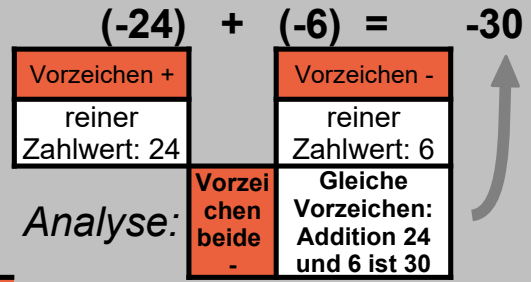 (-24) + (-6) = -30
Vorzeichen + Vorzeichen -
reiner reiner
Zahlwert: 24 Zahlwert: 6
Analyse:
Vorzei
chen
beide
-
Gleiche
Vorzeichen:
Addition 24
und 6 ist 30